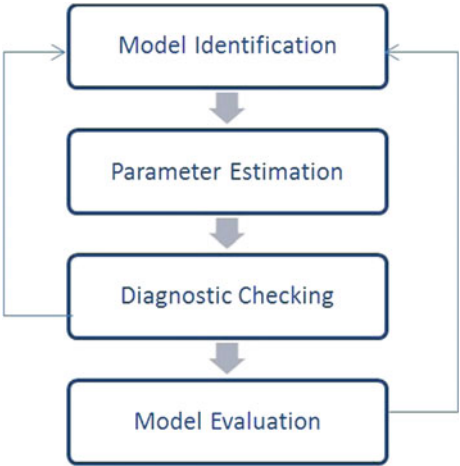 Model Identification
Parameter Estimation
Diagnostic Checking
Model Evaluation